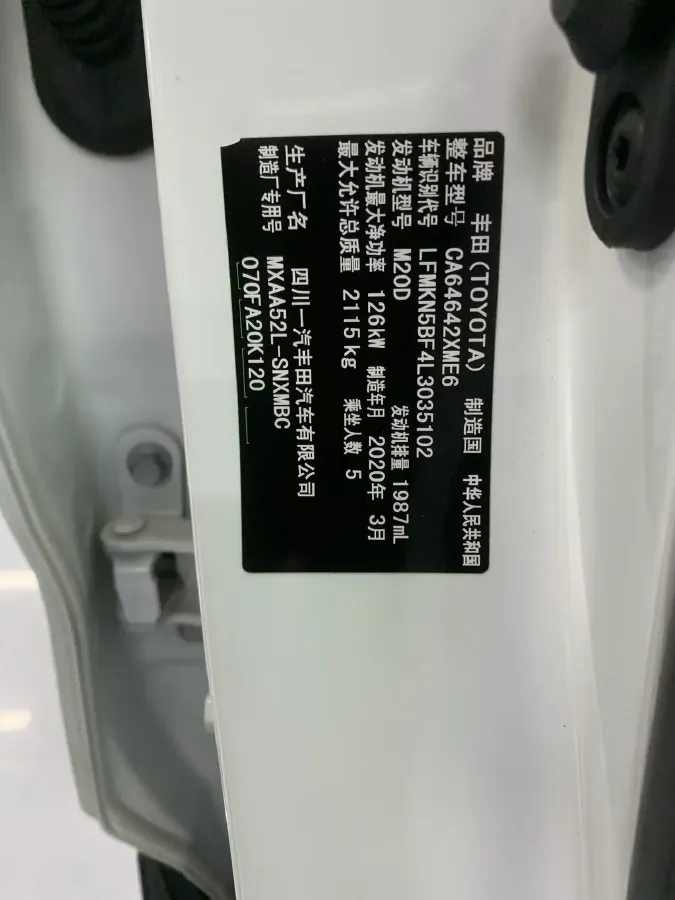 品牌 丰田(TOYOTA) 制造国 中华人民共和国
整车型号 CA64642XME6
车辆识别代号 LFMKN5BF4L3035102
发动机型号 M20D 发动机排量 1987mL
发动机最大净功率 126kW 制造年月 2020年 3月
最大允许总质量 2115kg 乘坐人数 5
生产厂名 四川一汽丰田汽车有限公司
制造厂专用号 MXAA52L-SNXMBC
070FA20K120